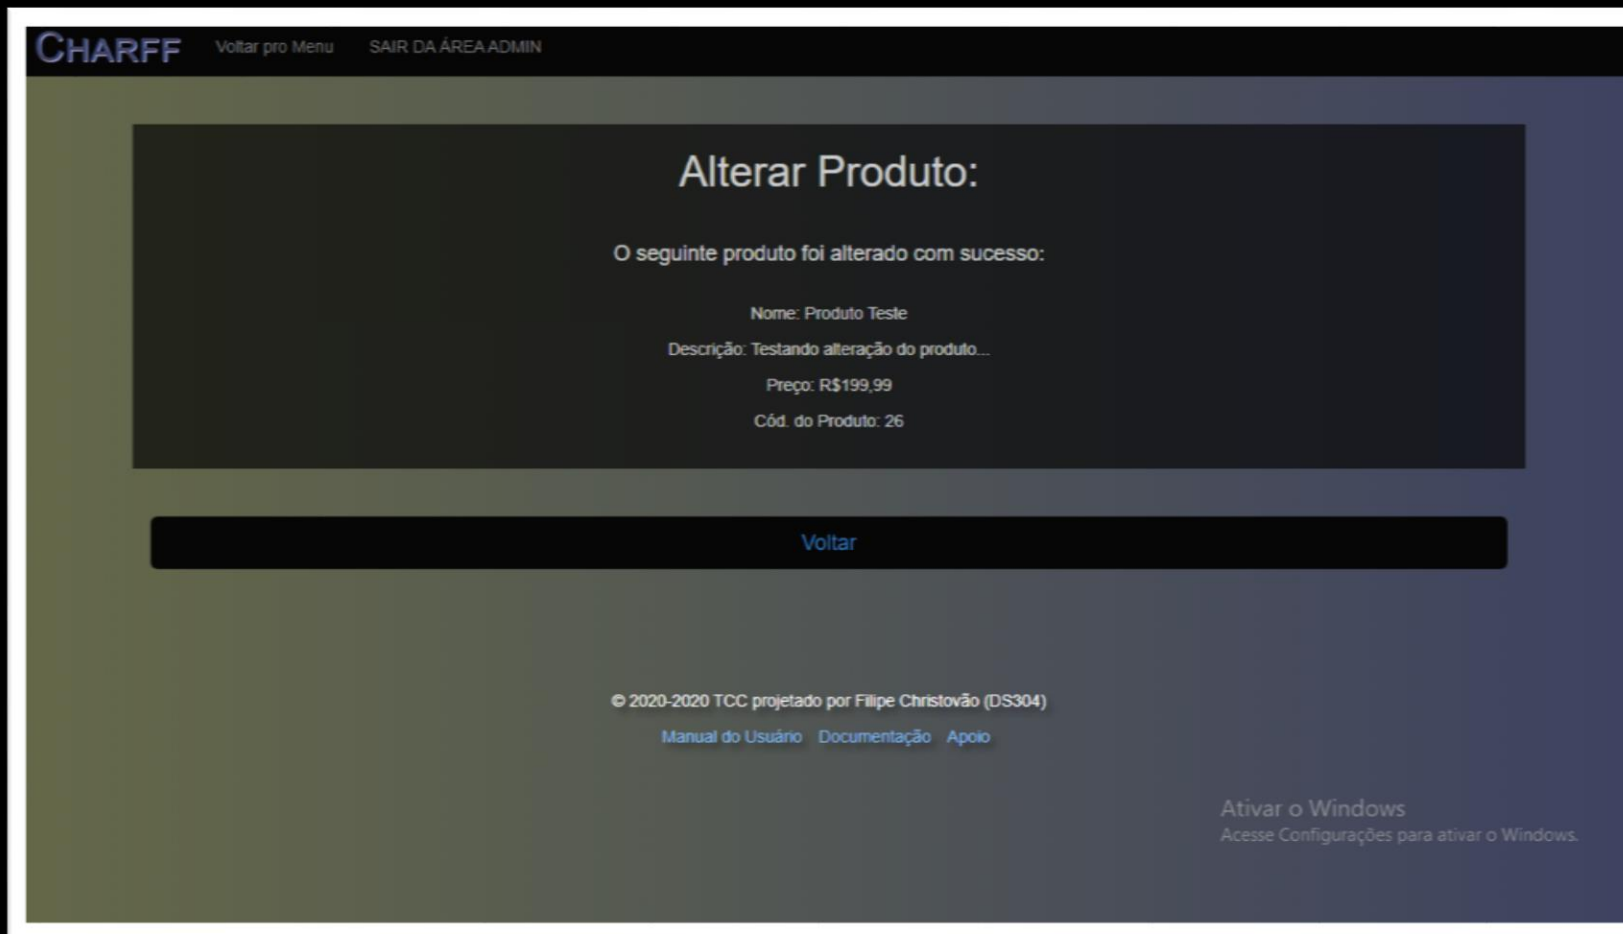 CHARFF Voltar pro Menu SAIR DA ÁREA ADMIN
Alterar Produto:
O seguinte produto foi alterado com sucesso:
Nome: Produto Teste
Descrição: Testando alteração do produto...
Preço: R$199,99
Cód. do Produto: 26
Voltar
© 2020-2020 TCC projetado por Filipe Christovão (DS304)
Manual do Usuário Documentação Apoio
Ativar o Windows
Acesse Configurações para ativar o Windows.